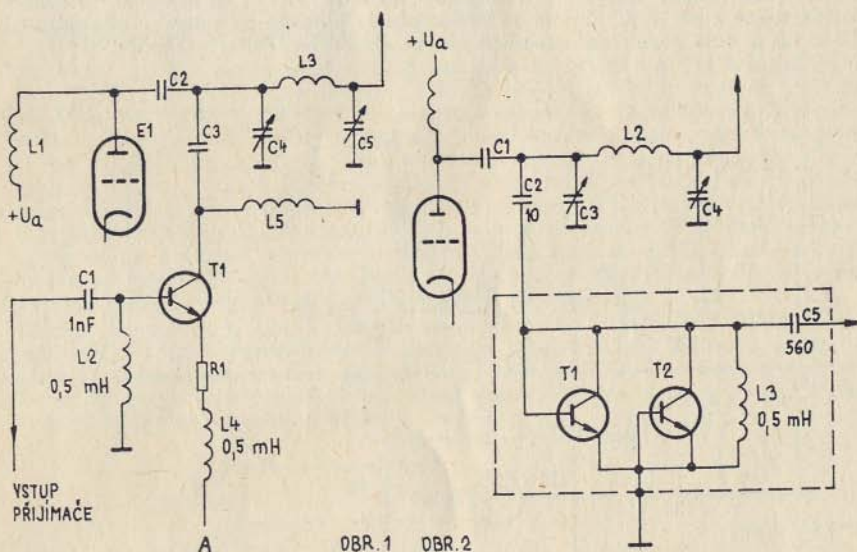 L1
+Ua
E1
C2
C3
C4
L3
C5
L5
T1
C1
1nF
L2
0,5 mH
R1
L4
0,5 mH
VSTUP
PŘIJÍMAČE
A
OBR.1
+Ua
C1
C2
10
C3
L2
C4
T1
T2
C5
560
L3
0,5 mH
OBR.2